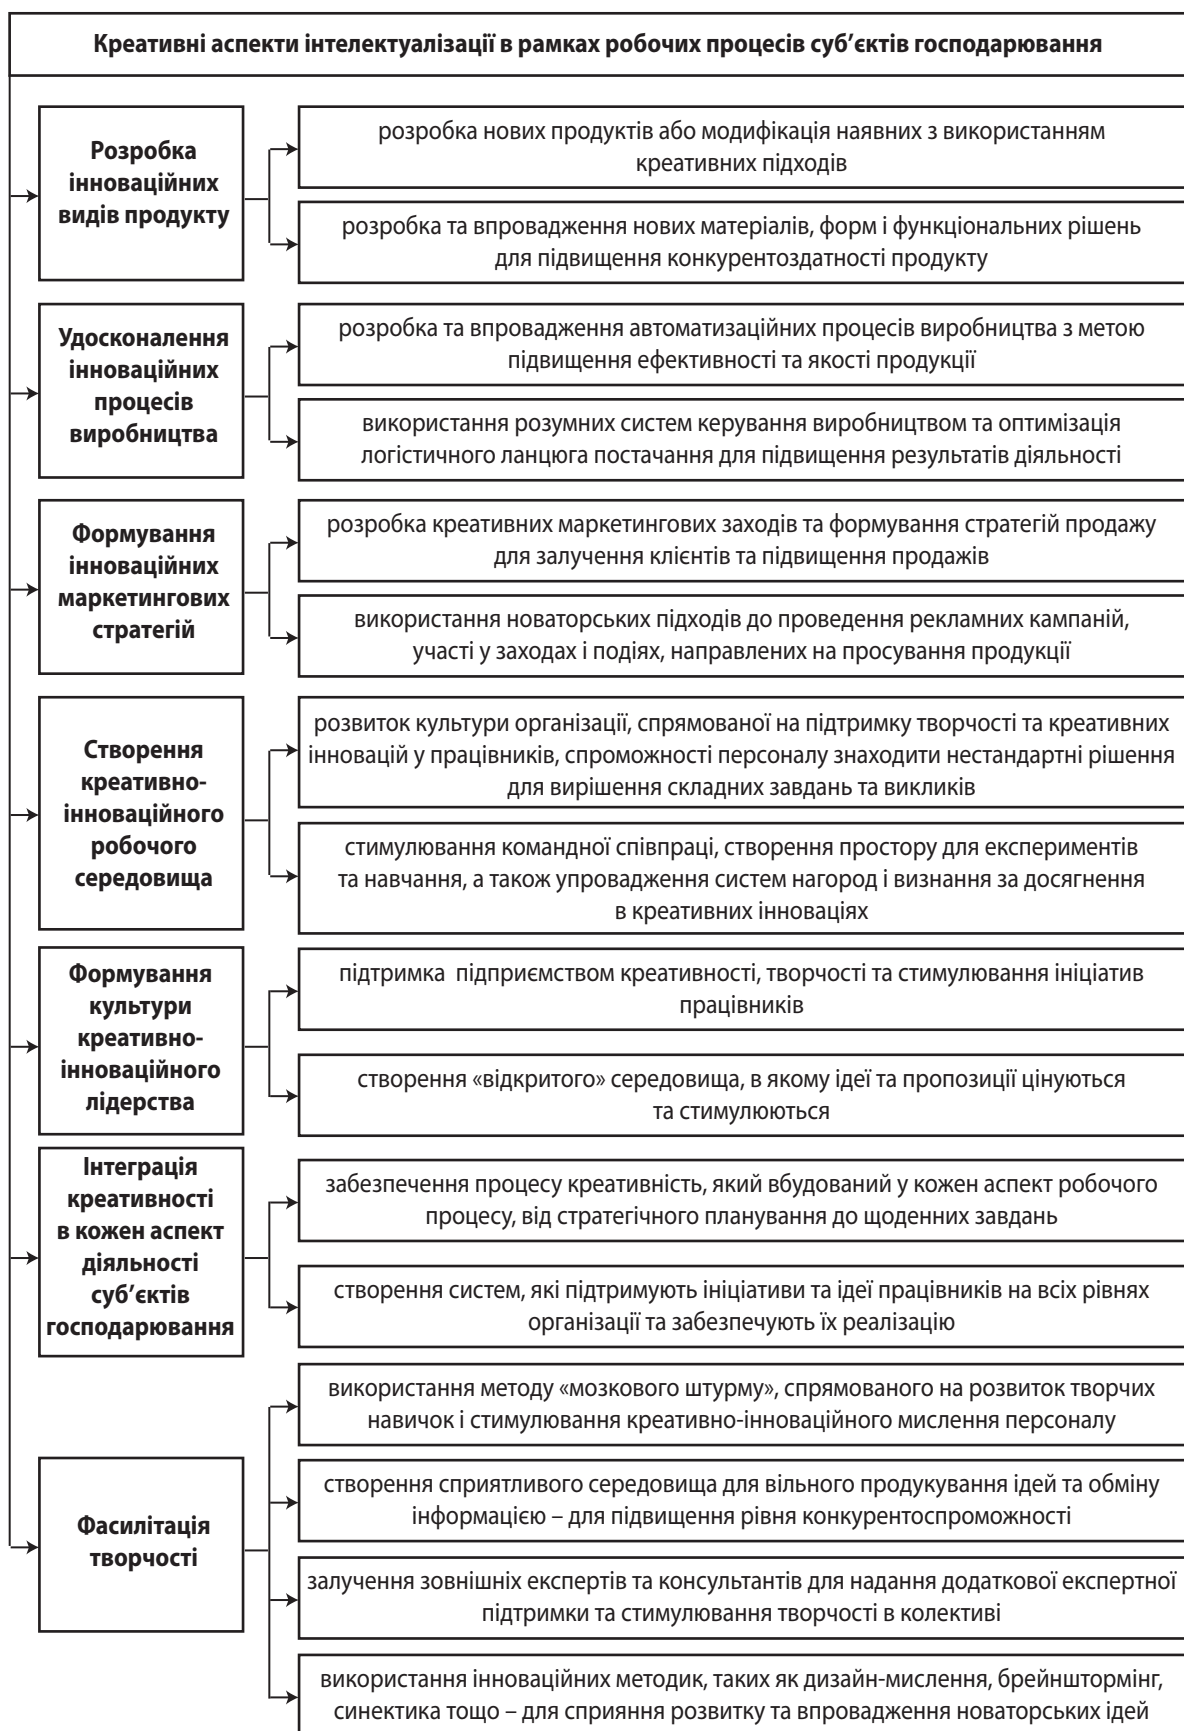 Креативні аспекти інтелектуалізації в рамках робочих процесів суб’єктів господарювання
Розробка
інноваційних
видів продукту
розробка нових продуктів або модифікація наявних з використанням
креативних підходів
розробка та впровадження нових матеріалів, форм і функціональних рішень
для підвищення конкурентоздатності продукту
Удосконалення
інноваційних
процесів
виробництва
розробка та впровадження автоматизаційних процесів виробництва з метою
підвищення ефективності та якості продукції
використання розумних систем керування виробництвом та оптимізація
логістичного ланцюга постачання для підвищення результатів діяльності
Формування
інноваційних
маркетингових
стратегій
розробка креативних маркетингових заходів та формування стратегій продажу
для залучення клієнтів та підвищення продажів
використання новаторських підходів до проведення рекламних кампаній,
участі у заходах і подіях, направлених на просування продукції
Створення
креативно-
інноваційного
робочого
середовища
розвиток культури організації, спрямованої на підтримку творчості та креативних
інновацій у працівників, спроможності персоналу знаходити нестандартні рішення
для вирішення складних завдань та викликів
стимулювання командної співпраці, створення простору для експериментів
та навчання, а також упровадження систем нагород і визнання за досягнення
в креативних інноваціях
Формування
культури
креативно-
інноваційного
лідерства
підтримка підприємством креативності, творчості та стимулювання ініціатив
працівників
створення «відкритого» середовища, в якому ідеї та пропозиції цінуються
та стимулюються
Інтеграція
креативності
в кожен аспект
діяльності
суб’єктів
господарювання
забезпечення процесу креативність, який вбудований у кожен аспект робочого
процесу, від стратегічного планування до щоденних завдань
створення систем, які підтримують ініціативи та ідеї працівників на всіх рівнях
організації та забезпечують їх реалізацію
Фасилітація
творчості
використання методу «мозкового штурму», спрямованого на розвиток творчих
навичок і стимулювання креативно-інноваційного мислення персоналу
створення сприятливого середовища для вільного продукування ідей та обміну
інформацією – для підвищення рівня конкурентоспроможності
залучення зовнішніх експертів та консультантів для надання додаткової експертної
підтримки та стимулювання творчості в колективі
використання інноваційних методик, таких як дизайн-мислення, брейнштормінг,
синектика тощо – для сприяння розвитку та впровадження новаторських ідей